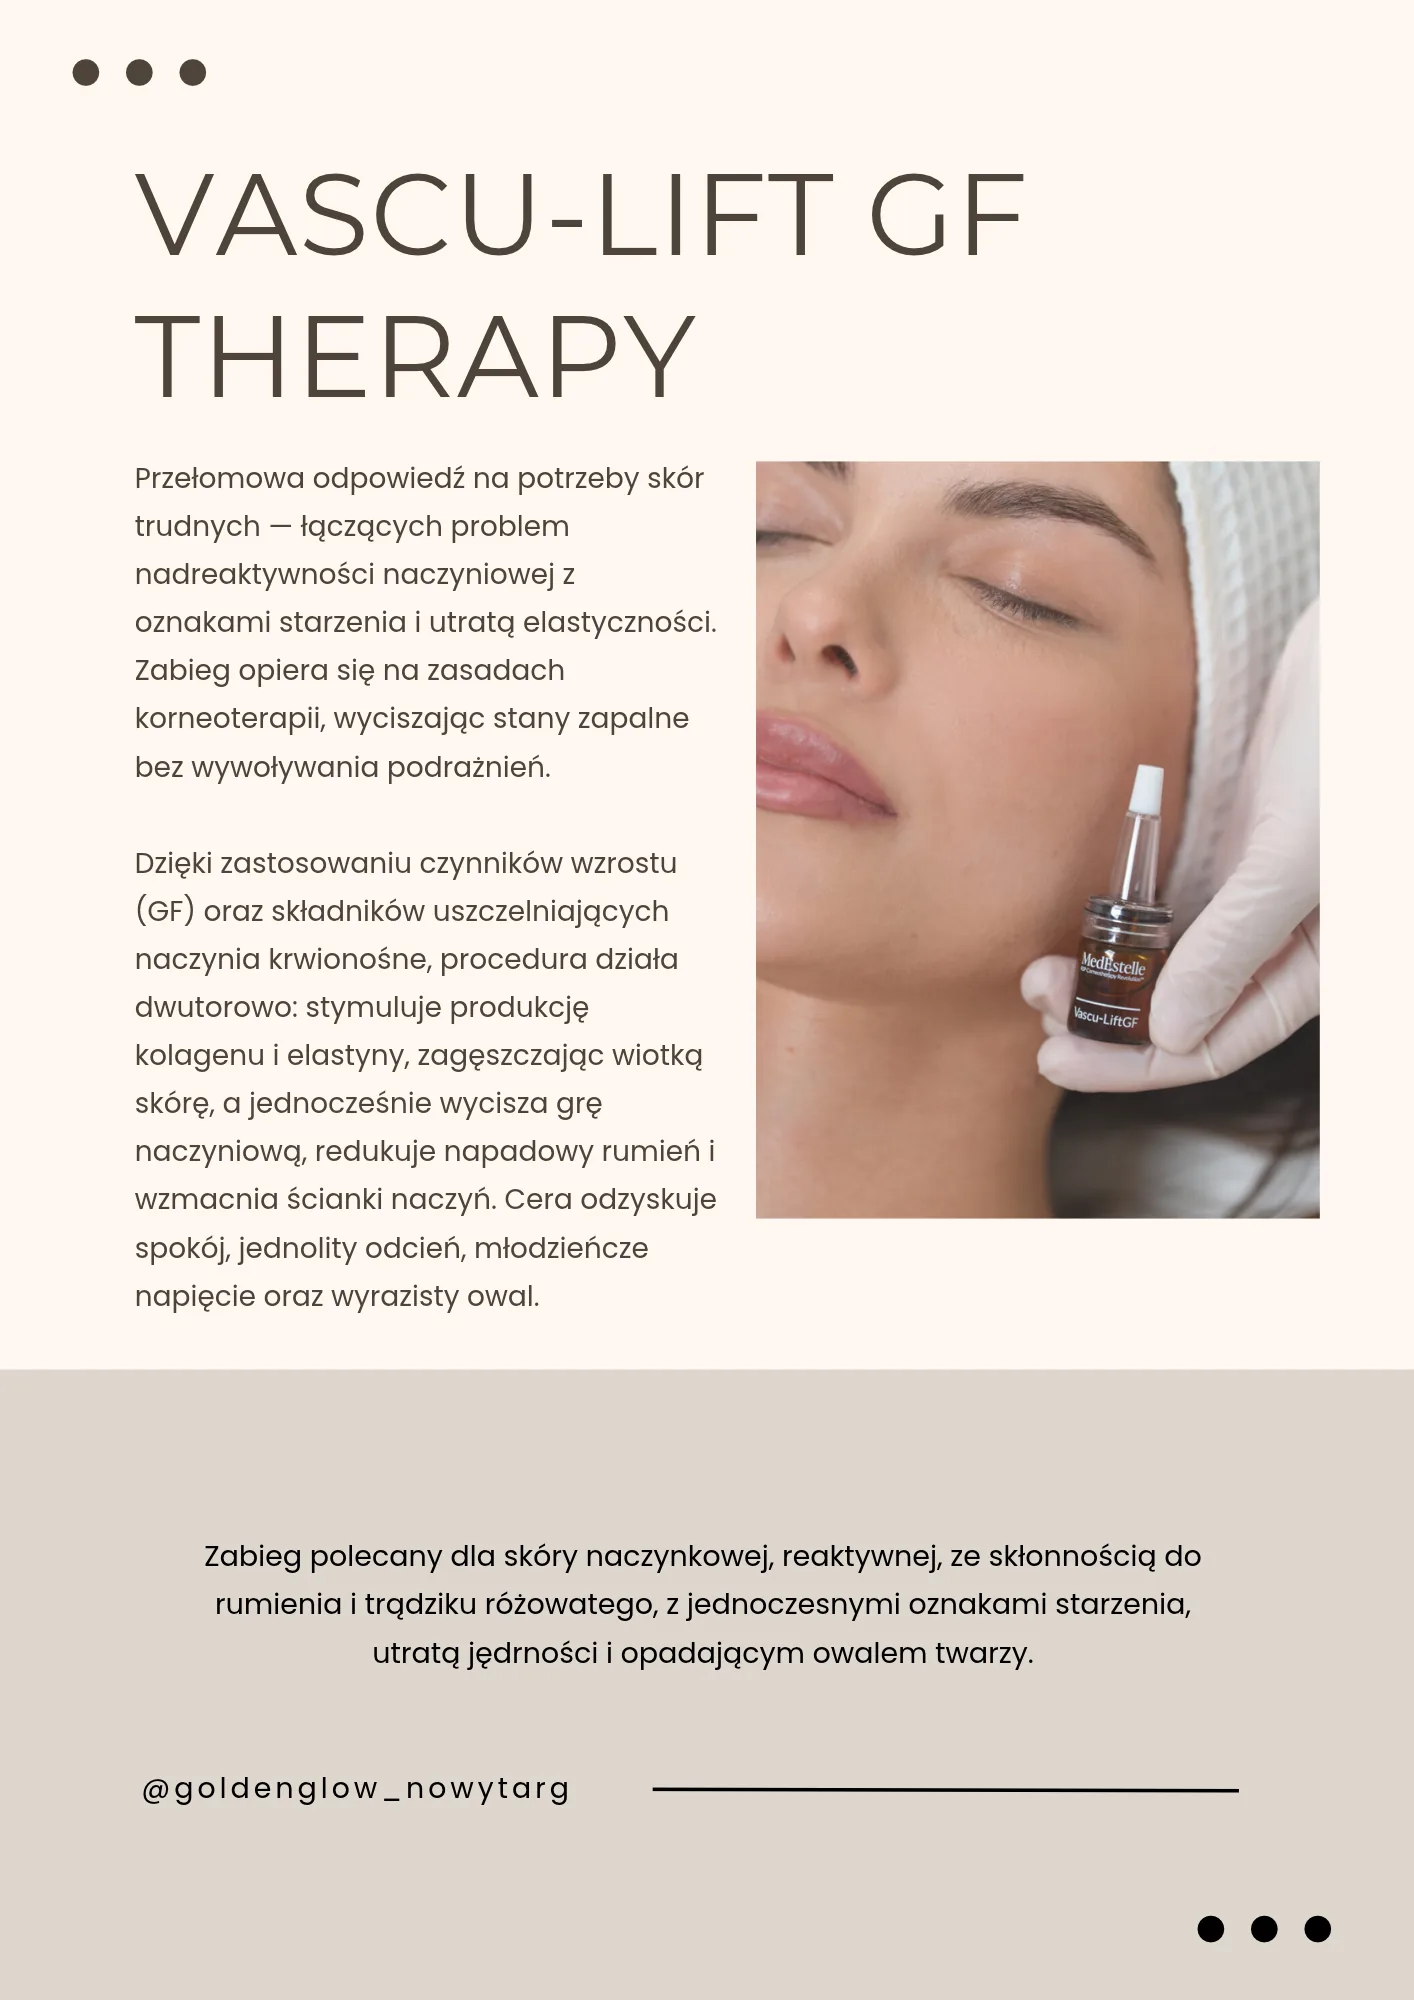 VASCU-LIFT GF
THERAPY
Przełomowa odpowiedź na potrzeby skór
trudnych — łączących problem
nadreaktywności naczyniowej z
oznakami starzenia i utratą elastyczności.
Zabieg opiera się na zasadach
korneoterapii, wyciszając stany zapalne
bez wywoływania podrażnień.
Dzięki zastosowaniu czynników wzrostu
(GF) oraz składników uszczelniających
naczynia krwionośne, procedura działa
dwutorowo: stymuluje produkcję
kolagenu i elastyny, zagęszczając wiotką
skórę, a jednocześnie wycisza grę
naczyniową, redukuje napadowy rumień i
wzmacnia ścianki naczyń. Cera odzyskuje
spokój, jednolity odcień, młodzieńcze
napięcie oraz wyrazisty owal.
MedEstelle
Vascu-LiftGF
Zabieg polecany dla skóry naczynkowej, reaktywnej, ze skłonnością do
rumienia i trądziku różowatego, z jednoczesnymi oznakami starzenia,
utratą jędrności i opadającym owalem twarzy.
@goldenglow_nowytarg